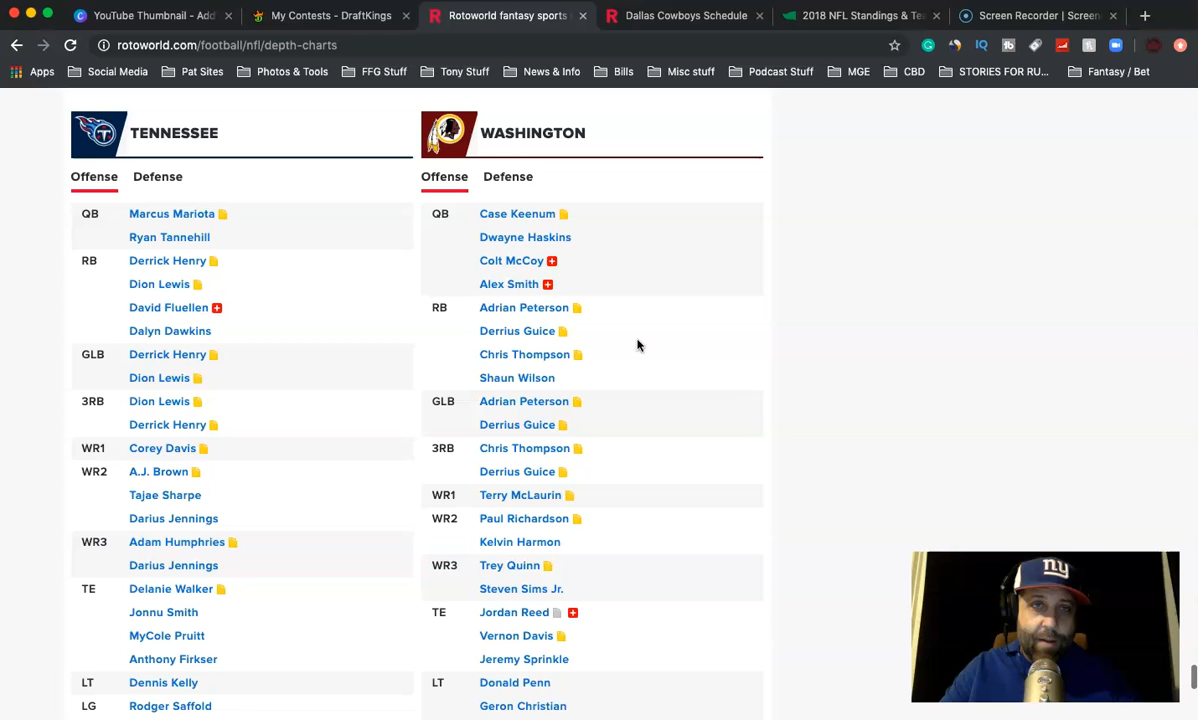 YouTube Thumbnail - Add
My Contests - DraftKings
Rotoworld fantasy sports
Dallas Cowboys Schedule
2018 NFL Standings & Te
Screen Recorder | Screen
rotoworld.com/football/nfl/depth-charts
Apps
Social Media
Pat Sites
Photos & Tools
FFG Stuff
Tony Stuff
News & Info
Bills
Misc stuff
Podcast Stuff
MGE
CBD
STORIES FOR RU...
Fantasy / Bet
TENNESSEE
Offense Defense
QB Marcus Mariota
Ryan Tannehill
RB Derrick Henry
Dion Lewis
David Fluellen
Dalyn Dawkins
GLB Derrick Henry
Dion Lewis
3RB Dion Lewis
Derrick Henry
WR1 Corey Davis
WR2 A.J. Brown
Tajae Sharpe
Darius Jennings
WR3 Adam Humphries
Darius Jennings
TE Delanie Walker
Jonnu Smith
MyCole Pruitt
Anthony Firkser
LT Dennis Kelly
LG Rodger Saffold
WASHINGTON
Offense Defense
QB Case Keenum
Dwayne Haskins
Colt McCoy
Alex Smith
RB Adrian Peterson
Derrius Guice
Chris Thompson
Shaun Wilson
GLB Adrian Peterson
Derrius Guice
3RB Chris Thompson
Derrius Guice
WR1 Terry McLaurin
WR2 Paul Richardson
Kelvin Harmon
WR3 Trey Quinn
Steven Sims Jr.
TE Jordan Reed
Vernon Davis
Jeremy Sprinkle
LT Donald Penn
Geron Christian
ny